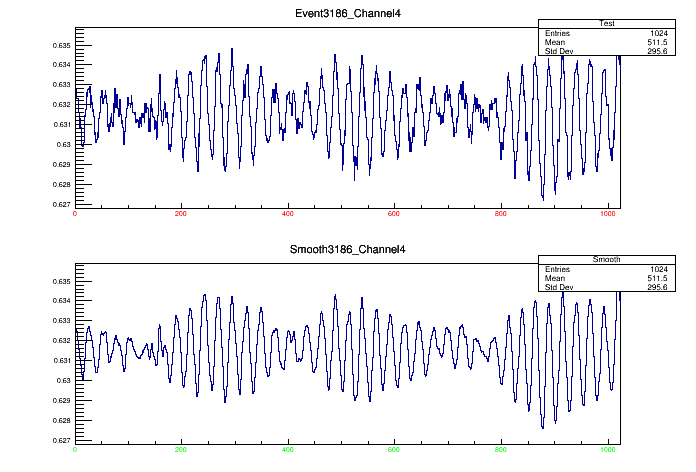 Event3186_Channel4
Test
Entries 1024
Mean 511.5
Std Dev 295.6
0.635
0.634
0.633
0.632
0.631
0.63
0.629
0.628
0.627
0 200 400 600 800 1000
Smooth3186_Channel4
Smooth
Entries 1024
Mean 511.5
Std Dev 295.6
0.635
0.634
0.633
0.632
0.631
0.63
0.629
0.628
0.627
0 200 400 600 800 1000